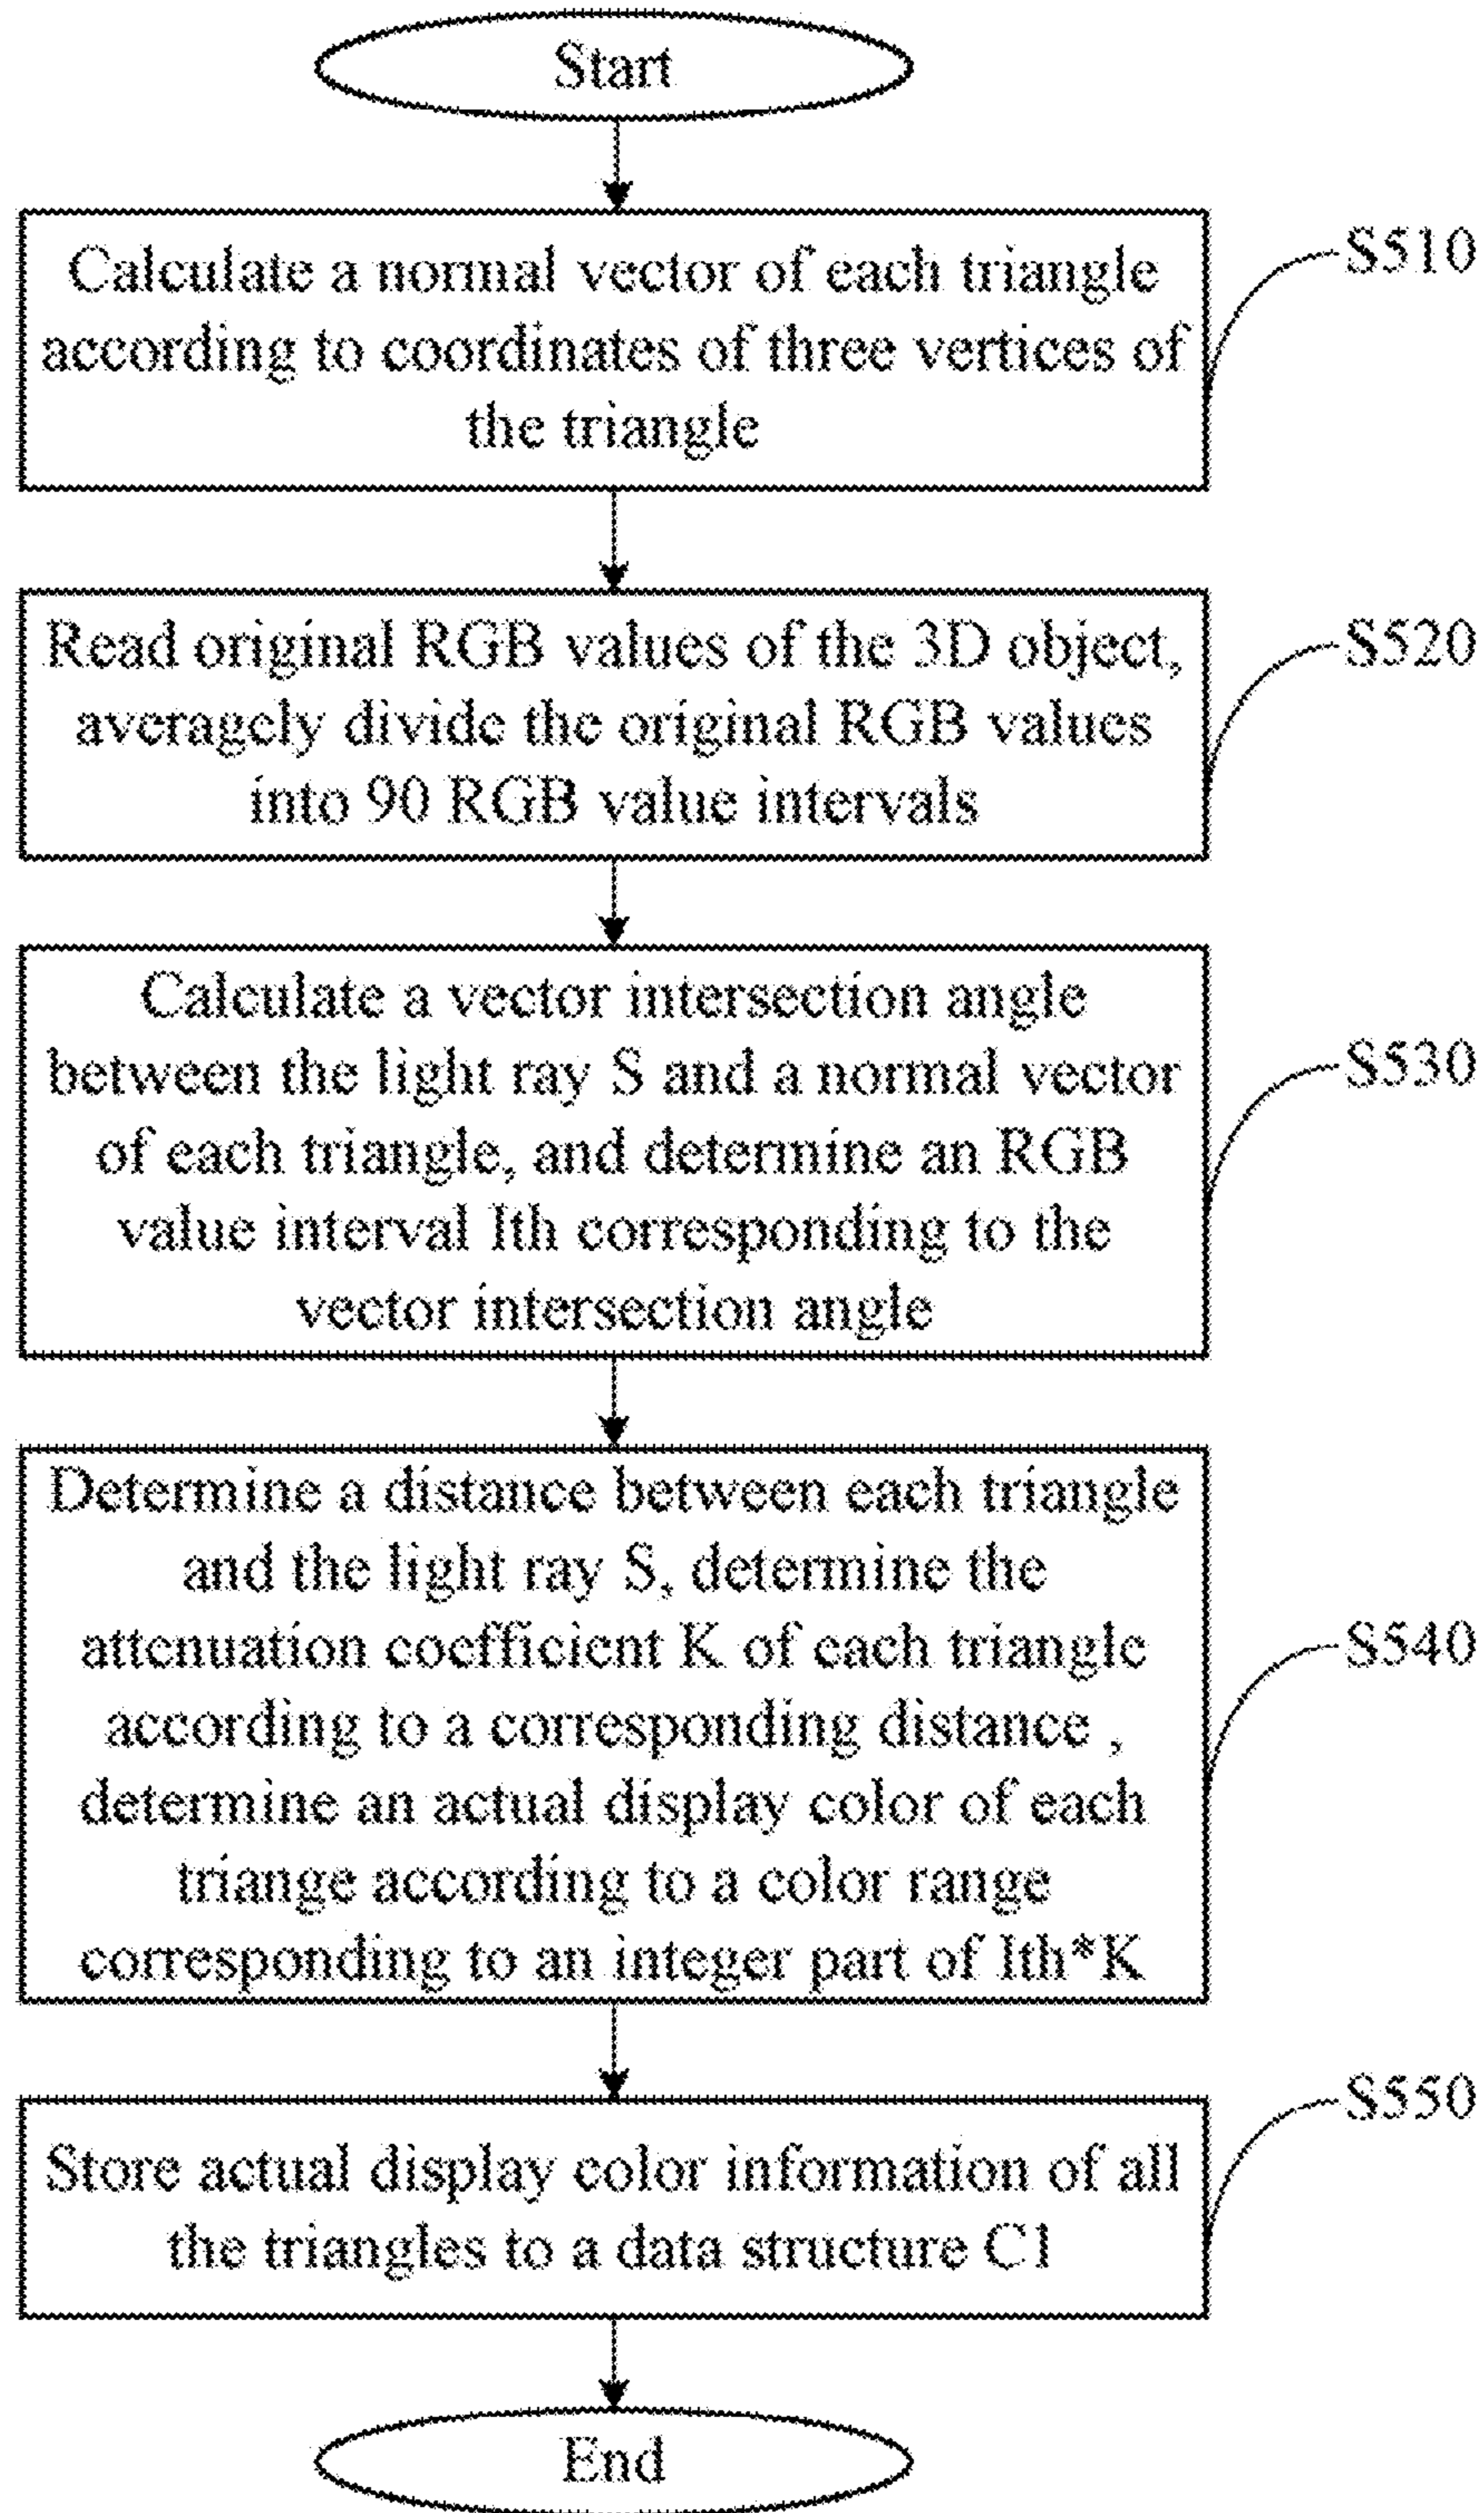 Start
Calculate a normal vector of each triangle
according to coordinates of three vertices of
the triangle
S510
Read original RGB values of the 3D object,
averagely divide the original RGB values
into 90 RGB value intervals
S520
Calculate a vector intersection angle
between the light ray S and a normal vector
of each triangle, and determine an RGB
value interval Ith corresponding to the
vector intersection angle
S530
Determine a distance between each triangle
and the light ray S, determine the
attenuation coefficient K of each triangle
according to a corresponding distance ,
determine an actual display color of each
triange according to a color range
corresponding to an integer part of Ith*K
S540
Store actual display color information of all
the triangles to a data structure C1
S550
End